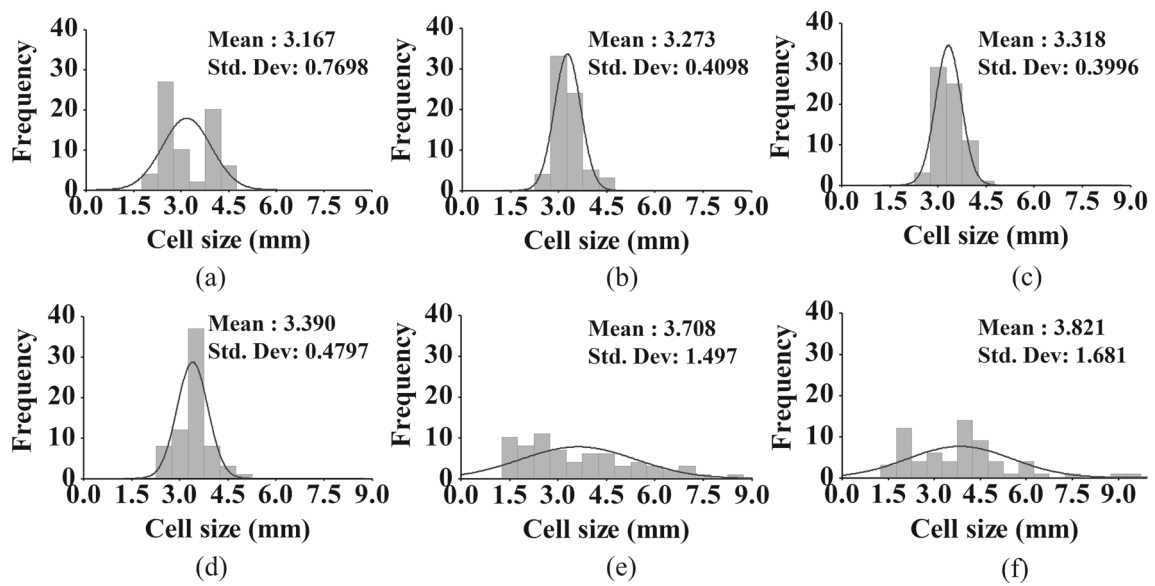 40
30
20
10
0
Frequency
Mean : 3.167
Std. Dev: 0.7698
0.0 1.5 3.0 4.5 6.0 7.5 9.0
Cell size (mm)
(a)
40
30
20
10
0
Frequency
Mean : 3.273
Std. Dev: 0.4098
0.0 1.5 3.0 4.5 6.0 7.5 9.0
Cell size (mm)
(b)
40
30
20
10
0
Frequency
Mean : 3.318
Std. Dev: 0.3996
0.0 1.5 3.0 4.5 6.0 7.5 9.0
Cell size (mm)
(c)
40
30
20
10
0
Frequency
Mean : 3.390
Std. Dev: 0.4797
0.0 1.5 3.0 4.5 6.0 7.5 9.0
Cell size (mm)
(d)
40
30
20
10
0
Frequency
Mean : 3.708
Std. Dev: 1.497
0.0 1.5 3.0 4.5 6.0 7.5 9.0
Cell size (mm)
(e)
40
30
20
10
0
Frequency
Mean : 3.821
Std. Dev: 1.681
0.0 1.5 3.0 4.5 6.0 7.5 9.0
Cell size (mm)
(f)